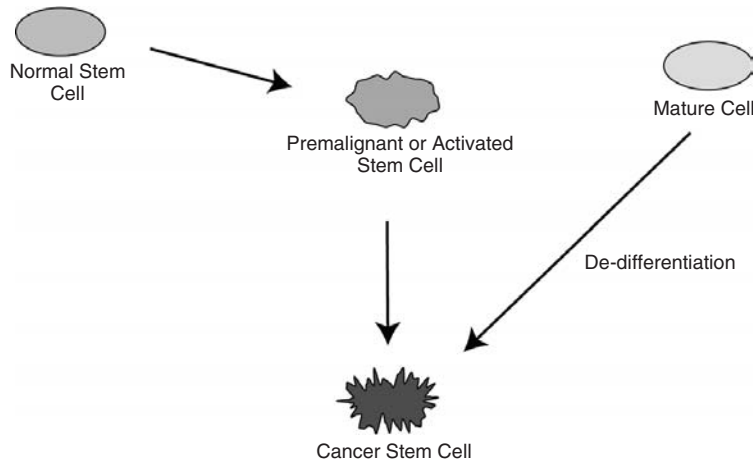 Normal Stem
Cell
Premalignant or Activated
Stem Cell
Mature Cell
De-differentiation
Cancer Stem Cell